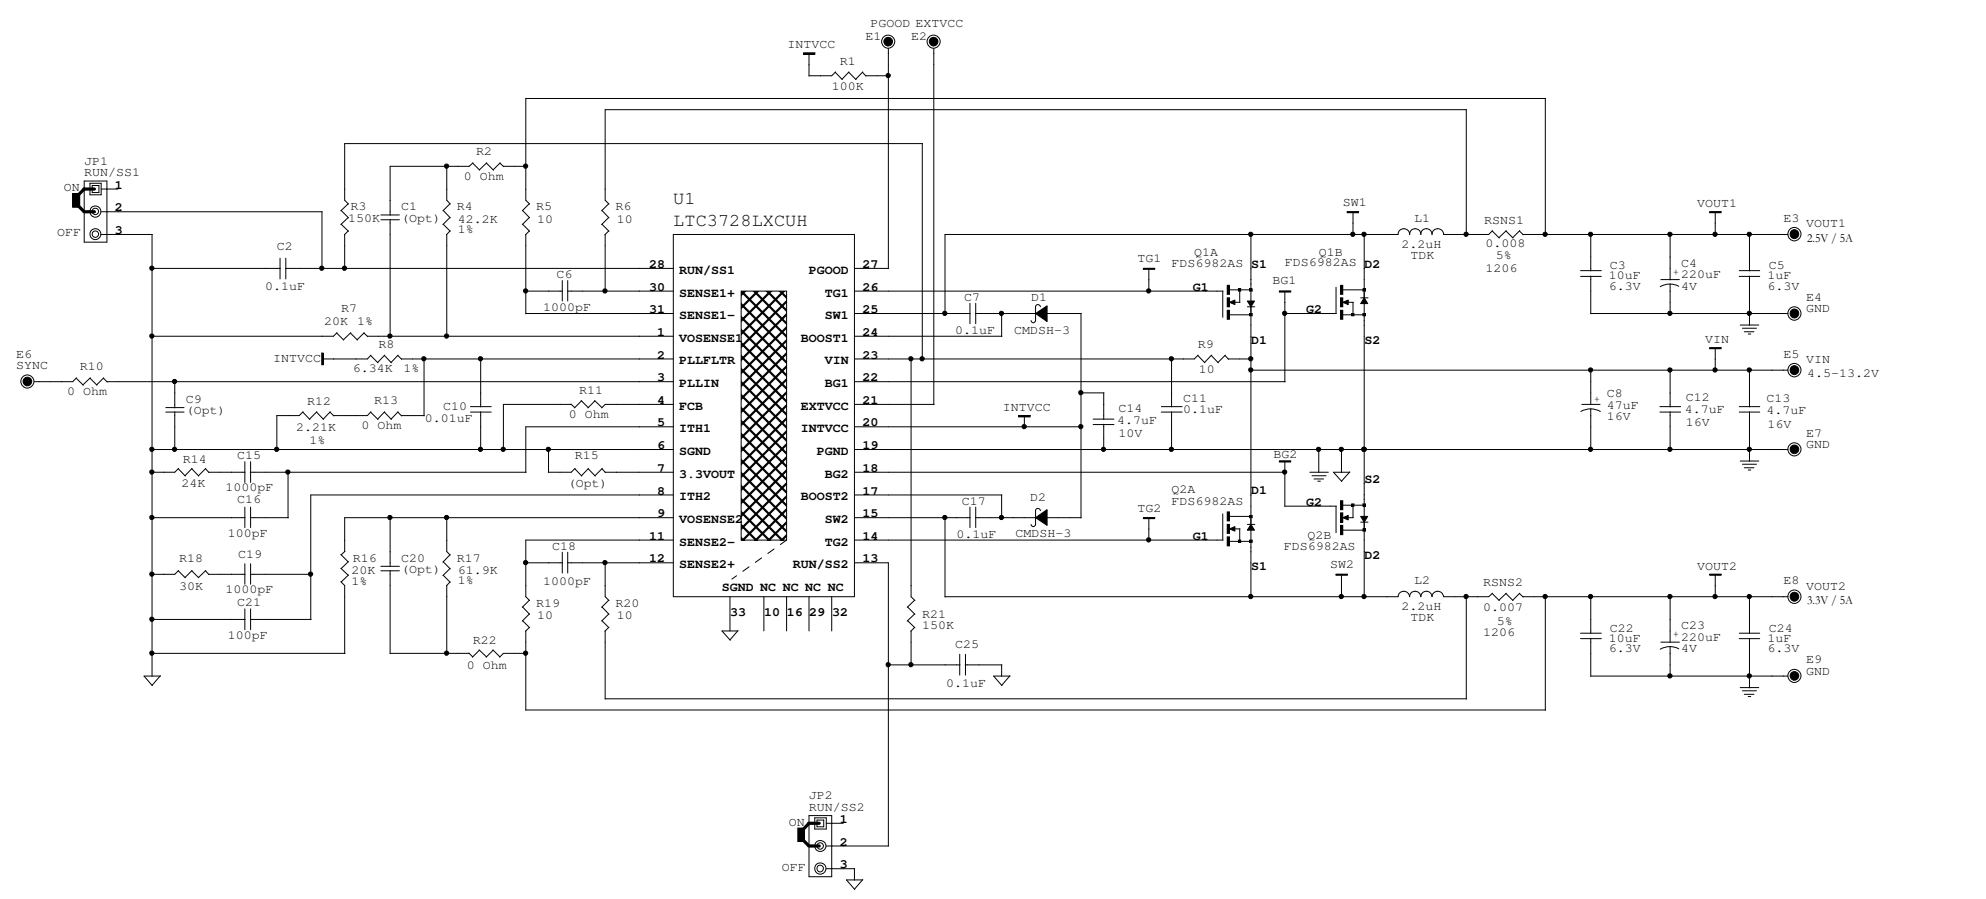 PGOOD EXTVCC
E1 E2
INTVCC
R1
100K
JP1
RUN/SS1
ON
1
2
OFF
3
C2
0.1uF
R2
0 Ohm
R3
150K
C1
(Opt)
R4
42.2K
1%
R5
10
R6
10
C6
1000pF
R7
20K 1%
INTVCC
R8
6.34K 1%
E6
SYNC
R10
0 Ohm
C9
(Opt)
R12
2.21K
1%
R13
0 Ohm
C10
0.01uF
R11
0 Ohm
R14
24K
C15
1000pF
C16
100pF
R15
(Opt)
R18
30K
C19
1000pF
C21
100pF
R16
20K
1%
C20
(Opt)
R17
61.9K
1%
C18
1000pF
R19
10
R20
10
R22
0 Ohm
U1
LTC3728LXCUH
28 RUN/SS1 PGOOD 27
30 SENSE1+ TG1 26
31 SENSE1- SW1 25
1 VOSENSE1 BOOST1 24
2 PLLFLTR VIN 23
3 PLLIN BG1 22
4 FCB EXTVCC 21
5 ITH1 INTVCC 20
6 SGND PGND 19
7 3.3VOUT BG2 18
8 ITH2 BOOST2 17
9 VOSENSE2 SW2 15
11 SENSE2- TG2 14
12 SENSE2+ RUN/SS2 13
SGND NC NC NC NC
33 10 16 29 32
C7
0.1uF
D1
CMDSH-3
TG1
Q1A
FDS6982AS
S1
G1
D1
BG1
SW1
Q1B
FDS6982AS
D2
G2
S2
L1
2.2uH
TDK
RSNS1
0.008
5%
1206
VOUT1
E3
VOUT1
2.5V / 5A
C3
10uF
6.3V
+
C4
220uF
4V
C5
1uF
6.3V
E4
GND
R9
10
INTVCC
C14
4.7uF
10V
C11
0.1uF
VIN
E5
VIN
4.5-13.2V
+
C8
47uF
16V
C12
4.7uF
16V
C13
4.7uF
16V
E7
GND
C17
0.1uF
D2
CMDSH-3
TG2
Q2A
FDS6982AS
D1
G1
S1
BG2
S2
G2
Q2B
FDS6982AS
D2
SW2
L2
2.2uH
TDK
RSNS2
0.007
5%
1206
VOUT2
E8
VOUT2
3.3V / 5A
C22
10uF
6.3V
+
C23
220uF
4V
C24
1uF
6.3V
E9
GND
R21
150K
C25
0.1uF
JP2
RUN/SS2
ON
1
2
OFF
3